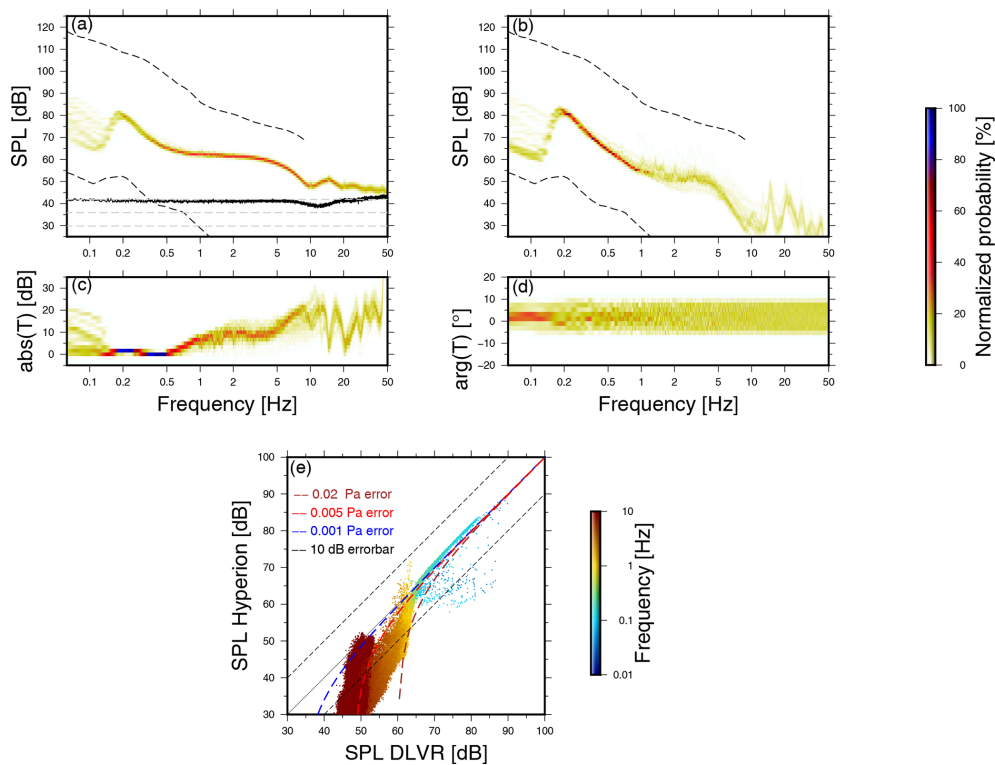 (a)
SPL [dB]
120
110
100
90
80
70
60
50
40
30
0.1 0.2 0.5 1 2 5 10 20 50
(b)
SPL [dB]
120
110
100
90
80
70
60
50
40
30
0.1 0.2 0.5 1 2 5 10 20 50
(c)
abs(T) [dB]
30
20
10
0
0.1 0.2 0.5 1 2 5 10 20 50
Frequency [Hz]
(d)
arg(T) [°]
20
10
0
−10
−20
0.1 0.2 0.5 1 2 5 10 20 50
Frequency [Hz]
100
80
60
40
20
0
Normalized probability [%]
(e)
SPL Hyperion [dB]
100
90
80
70
60
50
40
30
0.02 Pa error
0.005 Pa error
0.001 Pa error
10 dB errorbar
30 40 50 60 70 80 90 100
SPL DLVR [dB]
10
1
0.1
0.01
Frequency [Hz]